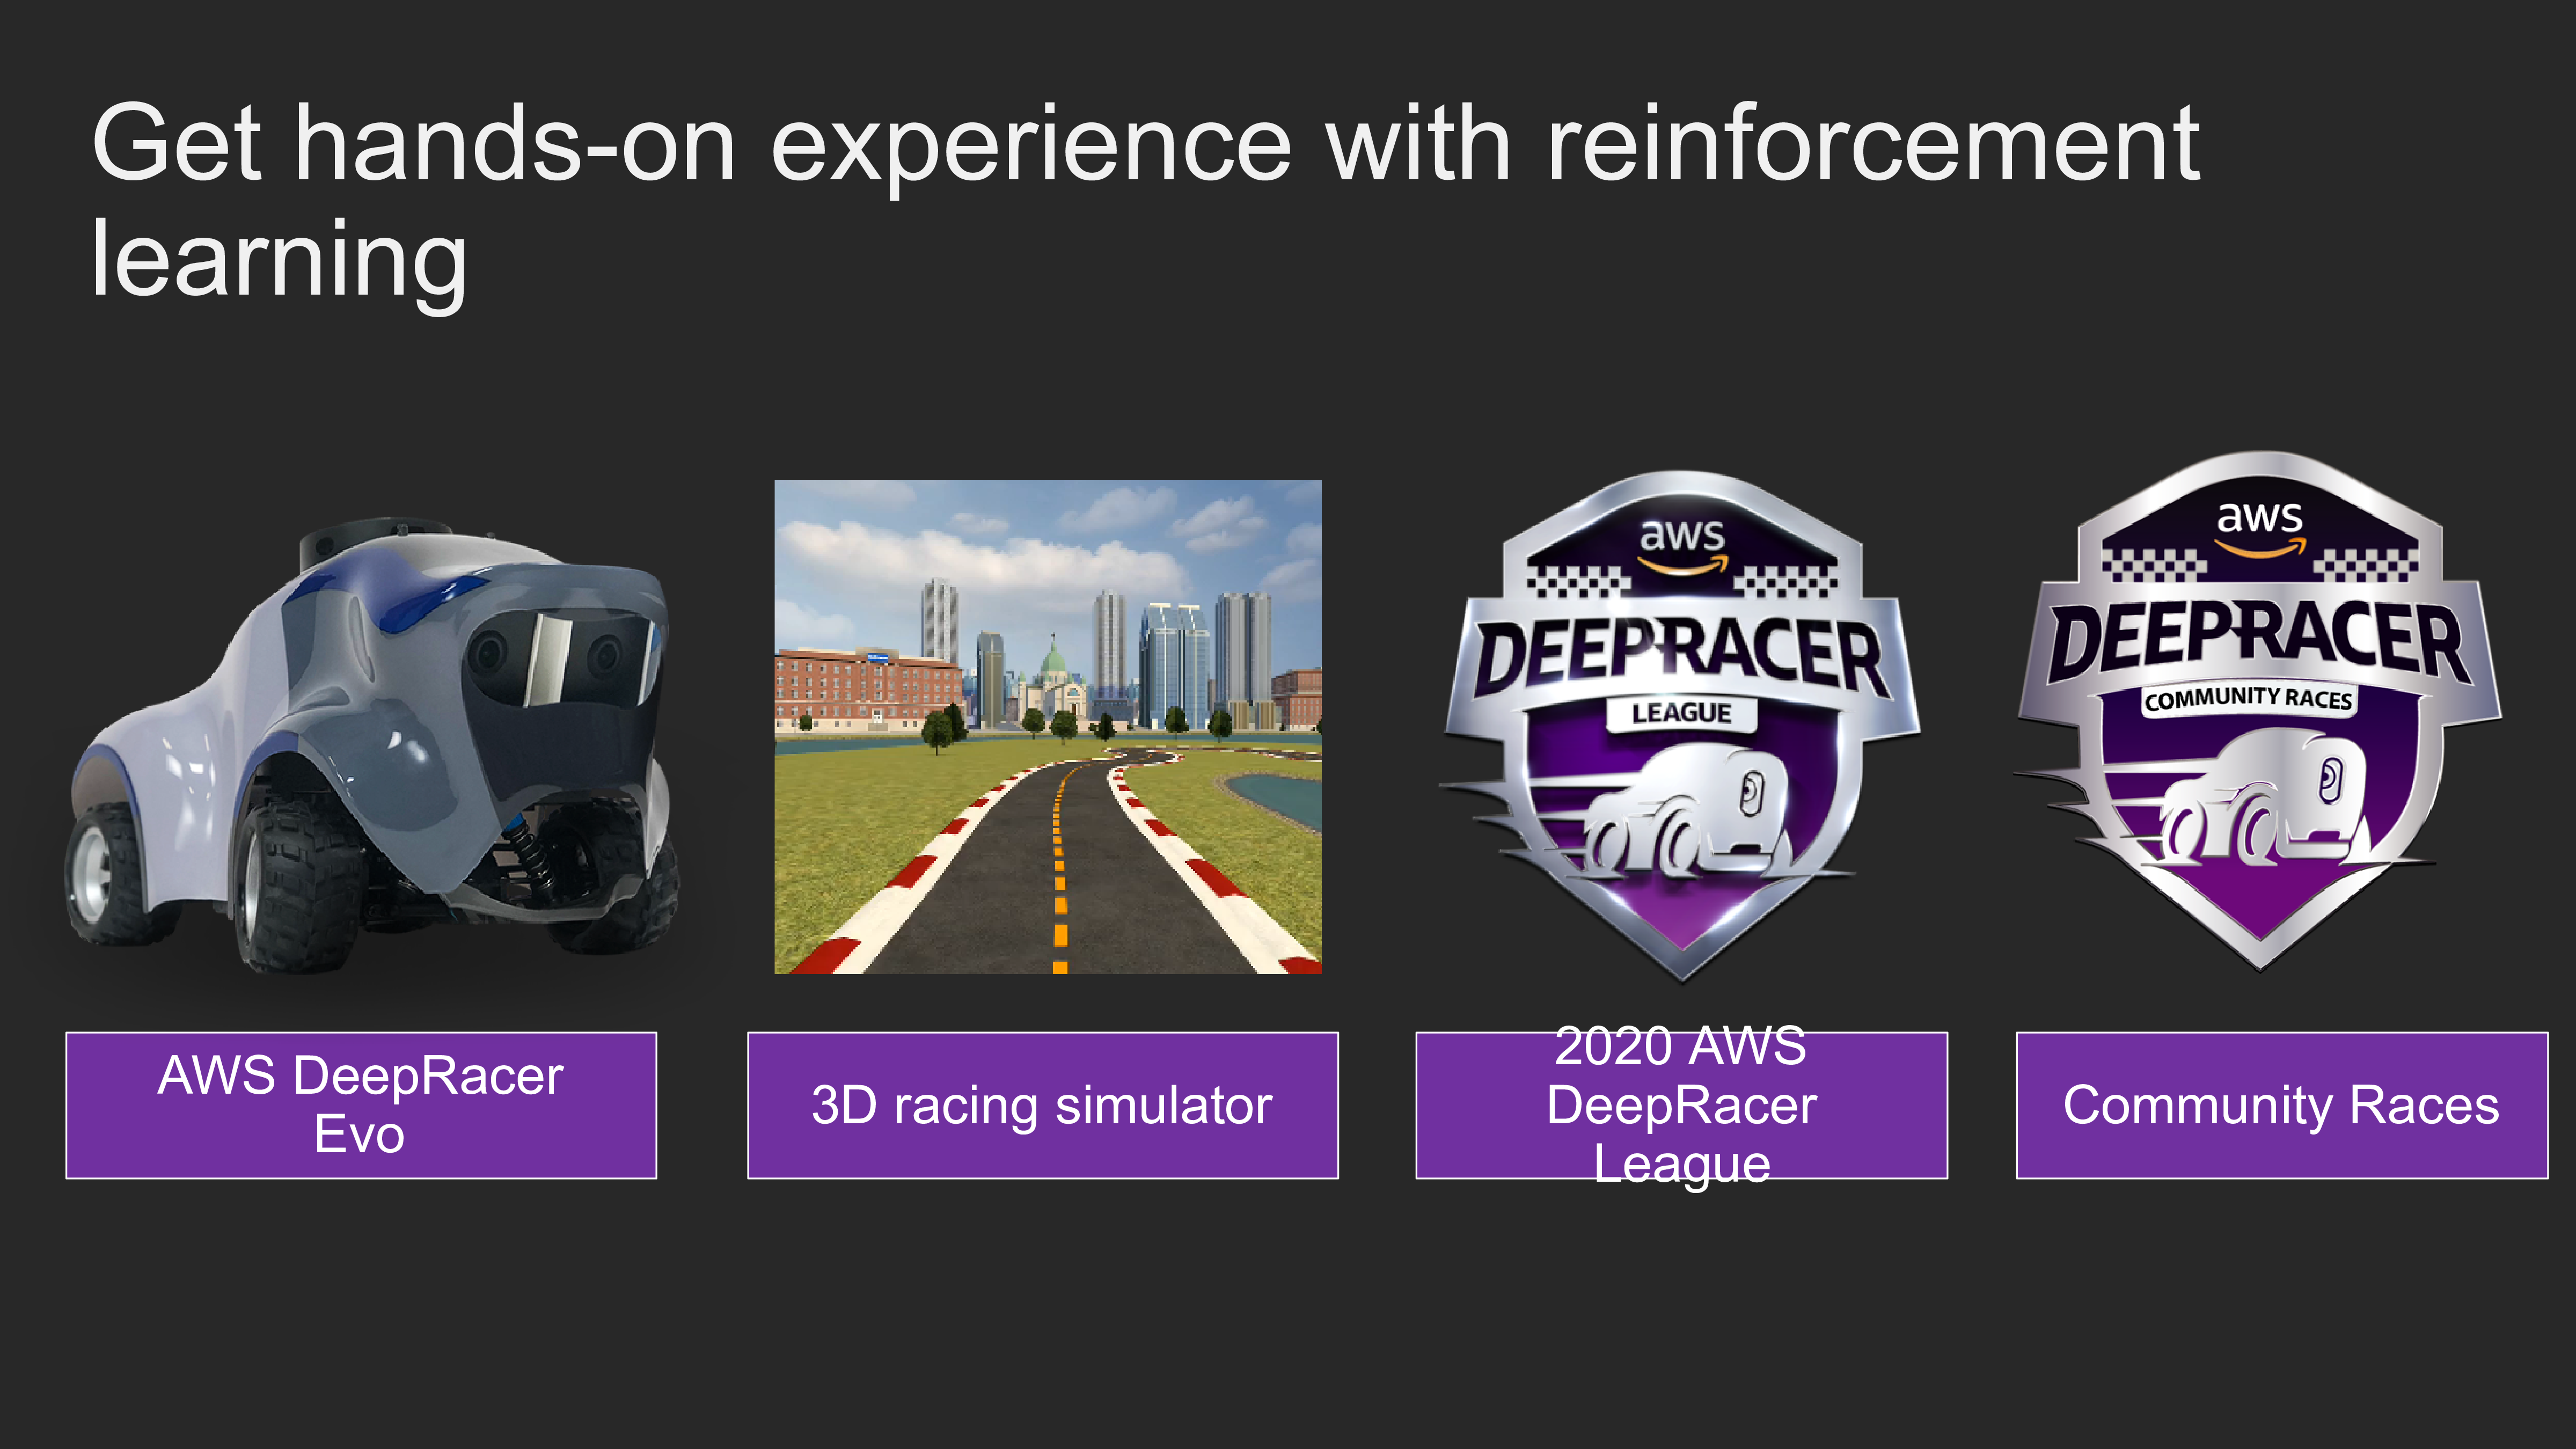 Get hands-on experience with reinforcement
learning
aws
DEEPRACER
LEAGUE
aws
DEEPRACER
COMMUNITY RACES
AWS DeepRacer
Evo
3D racing simulator
2020 AWS
DeepRacer
League
Community Races